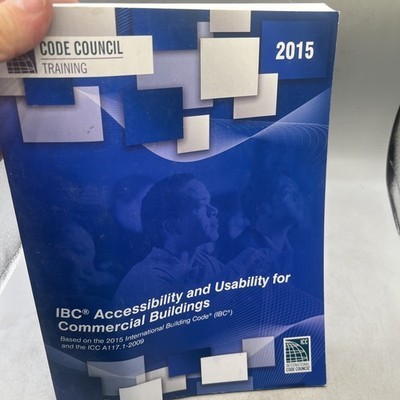 CODE COUNCIL
TRAINING
2015
IBC® Accessibility and Usability for
Commercial Buildings
Based on the 2015 International Building Code® (IBC®)
and the ICC A117.1-2009
ICC
INTERNATIONAL
CODE COUNCIL®